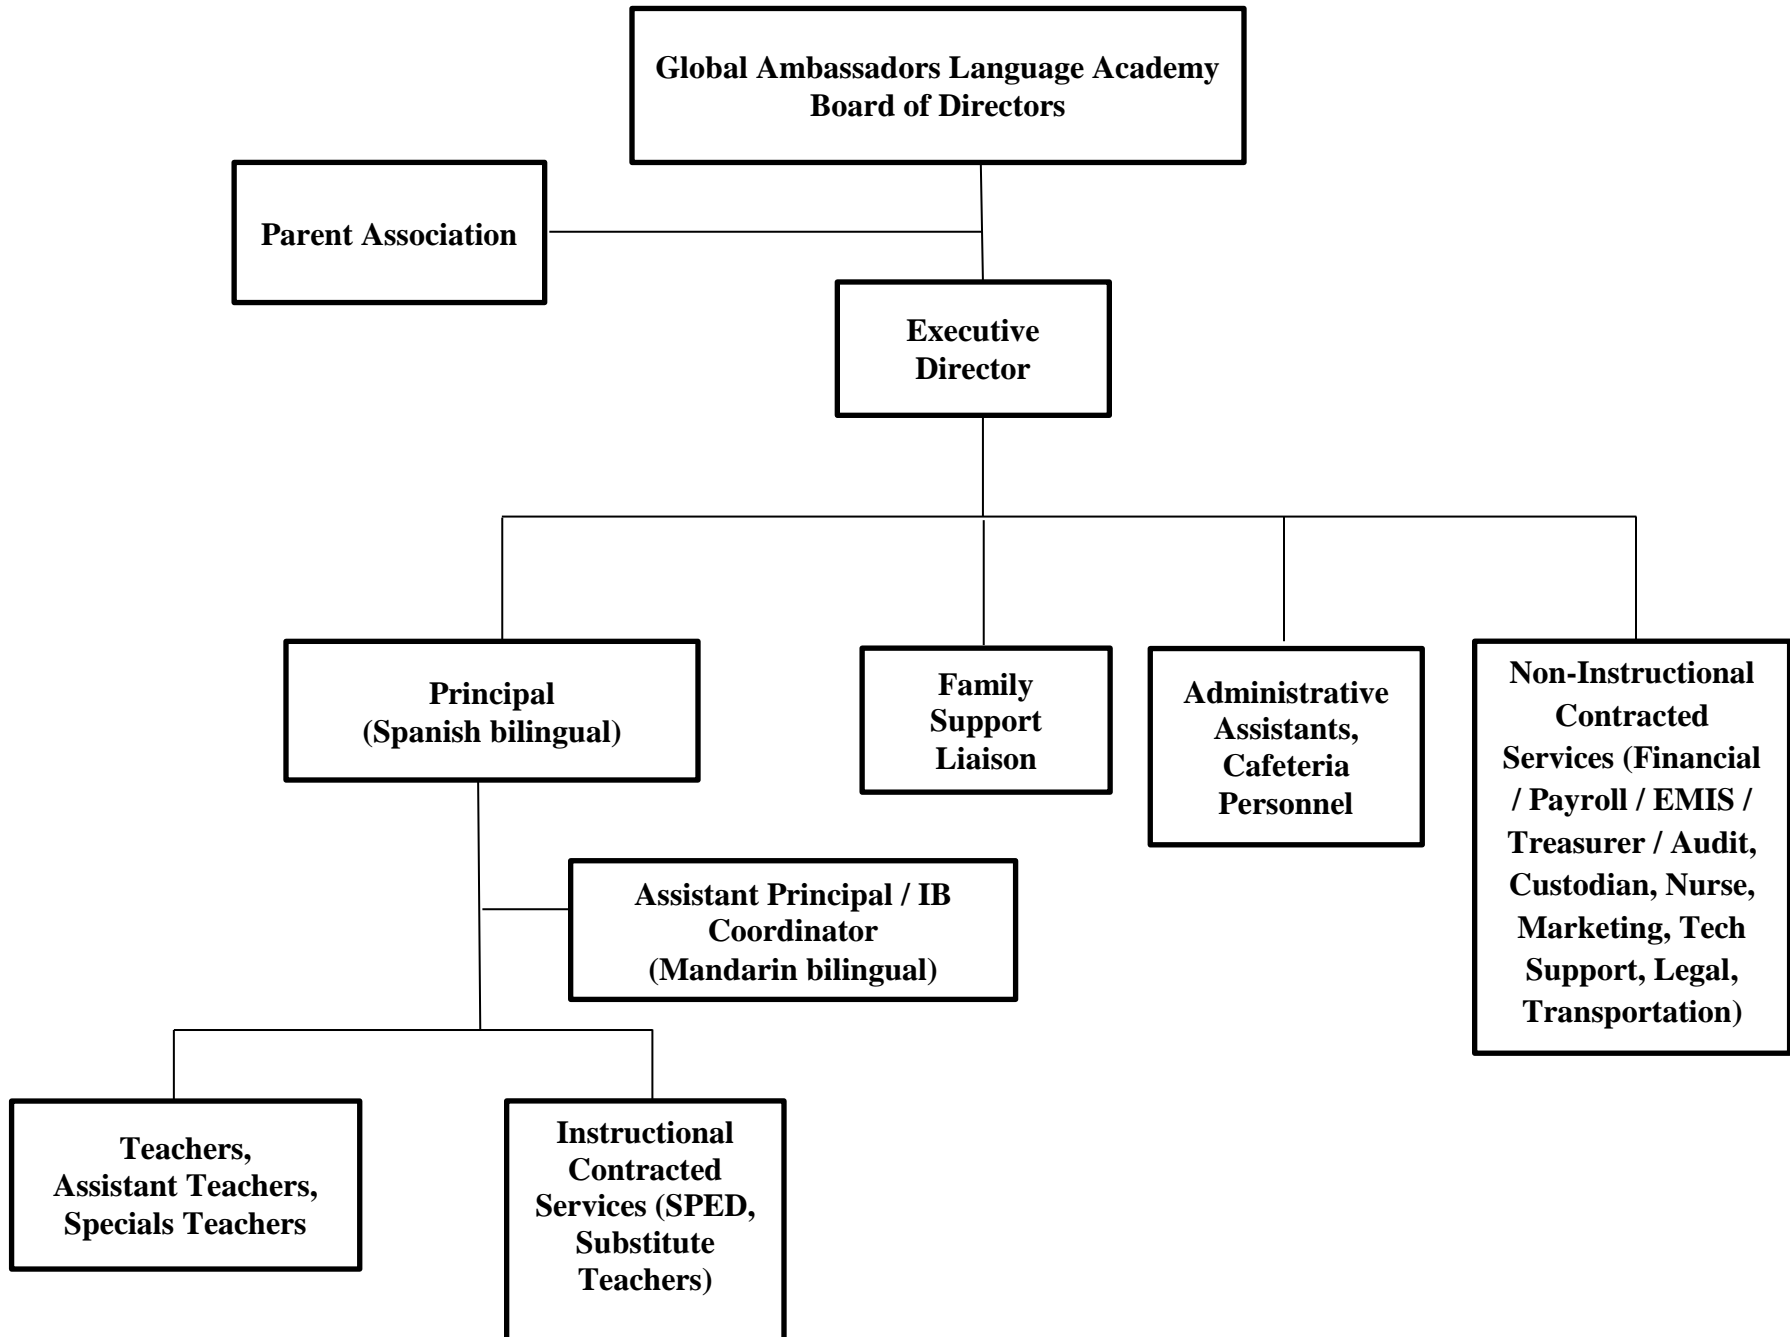 Global Ambassadors Language Academy
Board of Directors
Parent Association
Executive
Director
Principal
(Spanish bilingual)
Family
Support
Liaison
Administrative
Assistants,
Cafeteria
Personnel
Non-Instructional
Contracted
Services (Financial
/ Payroll / EMIS /
Treasurer / Audit,
Custodian, Nurse,
Marketing, Tech
Support, Legal,
Transportation)
Assistant Principal / IB
Coordinator
(Mandarin bilingual)
Teachers,
Assistant Teachers,
Specials Teachers
Instructional
Contracted
Services (SPED,
Substitute
Teachers)